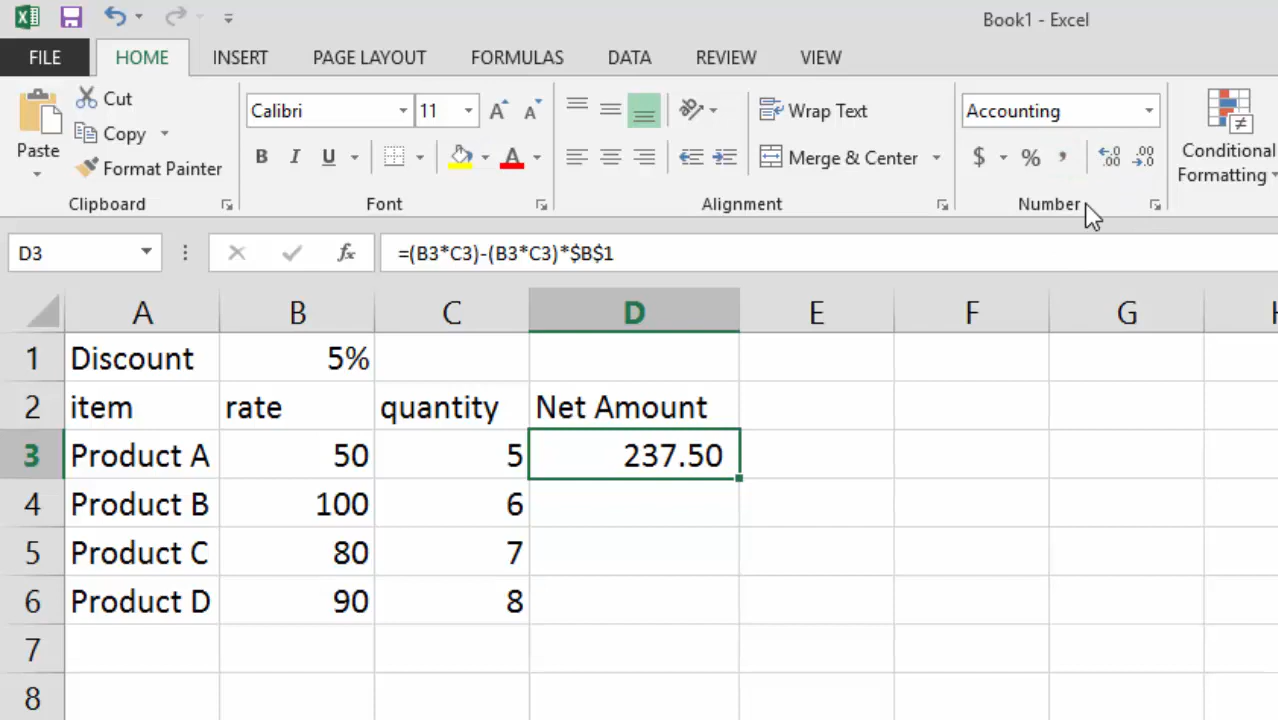 Book1 - Excel
FILE HOME INSERT PAGE LAYOUT FORMULAS DATA REVIEW VIEW
Paste
Cut
Copy
Format Painter
Clipboard
Calibri 11
B I U A
Font
Wrap Text
Merge & Center
Alignment
Accounting
$ % ,
Number
Conditional
Formatting
D3 fx =(B3*C3)-(B3*C3)*$B$1
A B C D E F G
1 Discount 5%
2 item rate quantity Net Amount
3 Product A 50 5 237.50
4 Product B 100 6
5 Product C 80 7
6 Product D 90 8
7
8